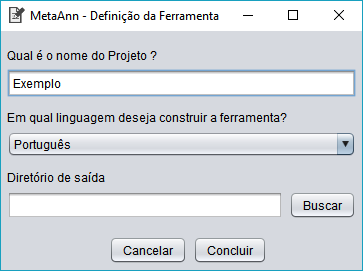 MetaAnn - Definição da Ferramenta
Qual é o nome do Projeto ?
Exemplo
Em qual linguagem deseja construir a ferramenta?
Português
Diretório de saída
Buscar
Cancelar Concluir